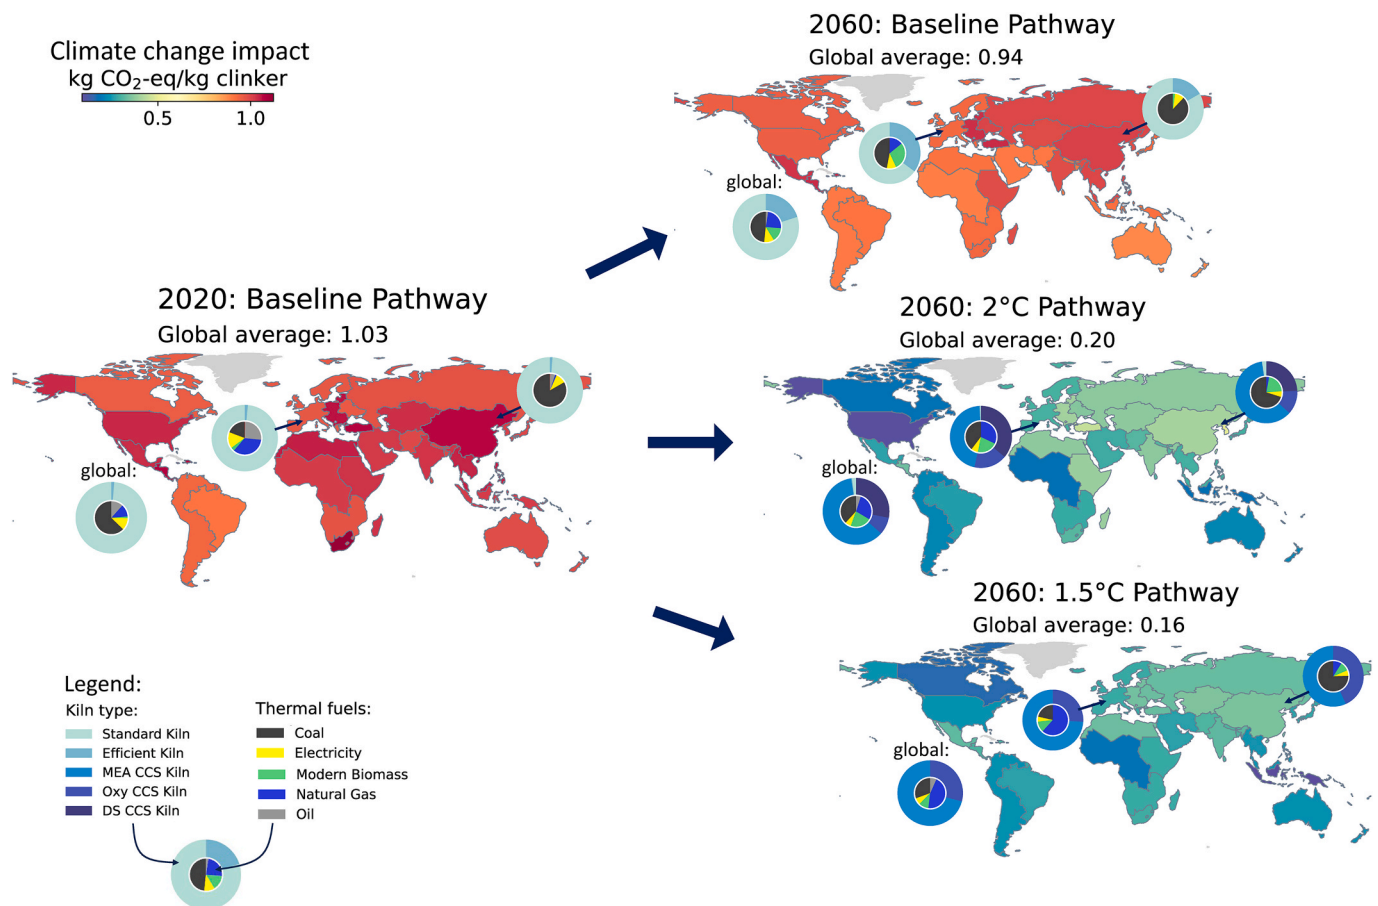 Climate change impact
kg CO₂-eq/kg clinker
0.5 1.0
2060: Baseline Pathway
Global average: 0.94
global:
2020: Baseline Pathway
Global average: 1.03
global:
2060: 2°C Pathway
Global average: 0.20
global:
2060: 1.5°C Pathway
Global average: 0.16
global:
Legend:
Kiln type:
Standard Kiln
Efficient Kiln
MEA CCS Kiln
Oxy CCS Kiln
DS CCS Kiln
Thermal fuels:
Coal
Electricity
Modern Biomass
Natural Gas
Oil